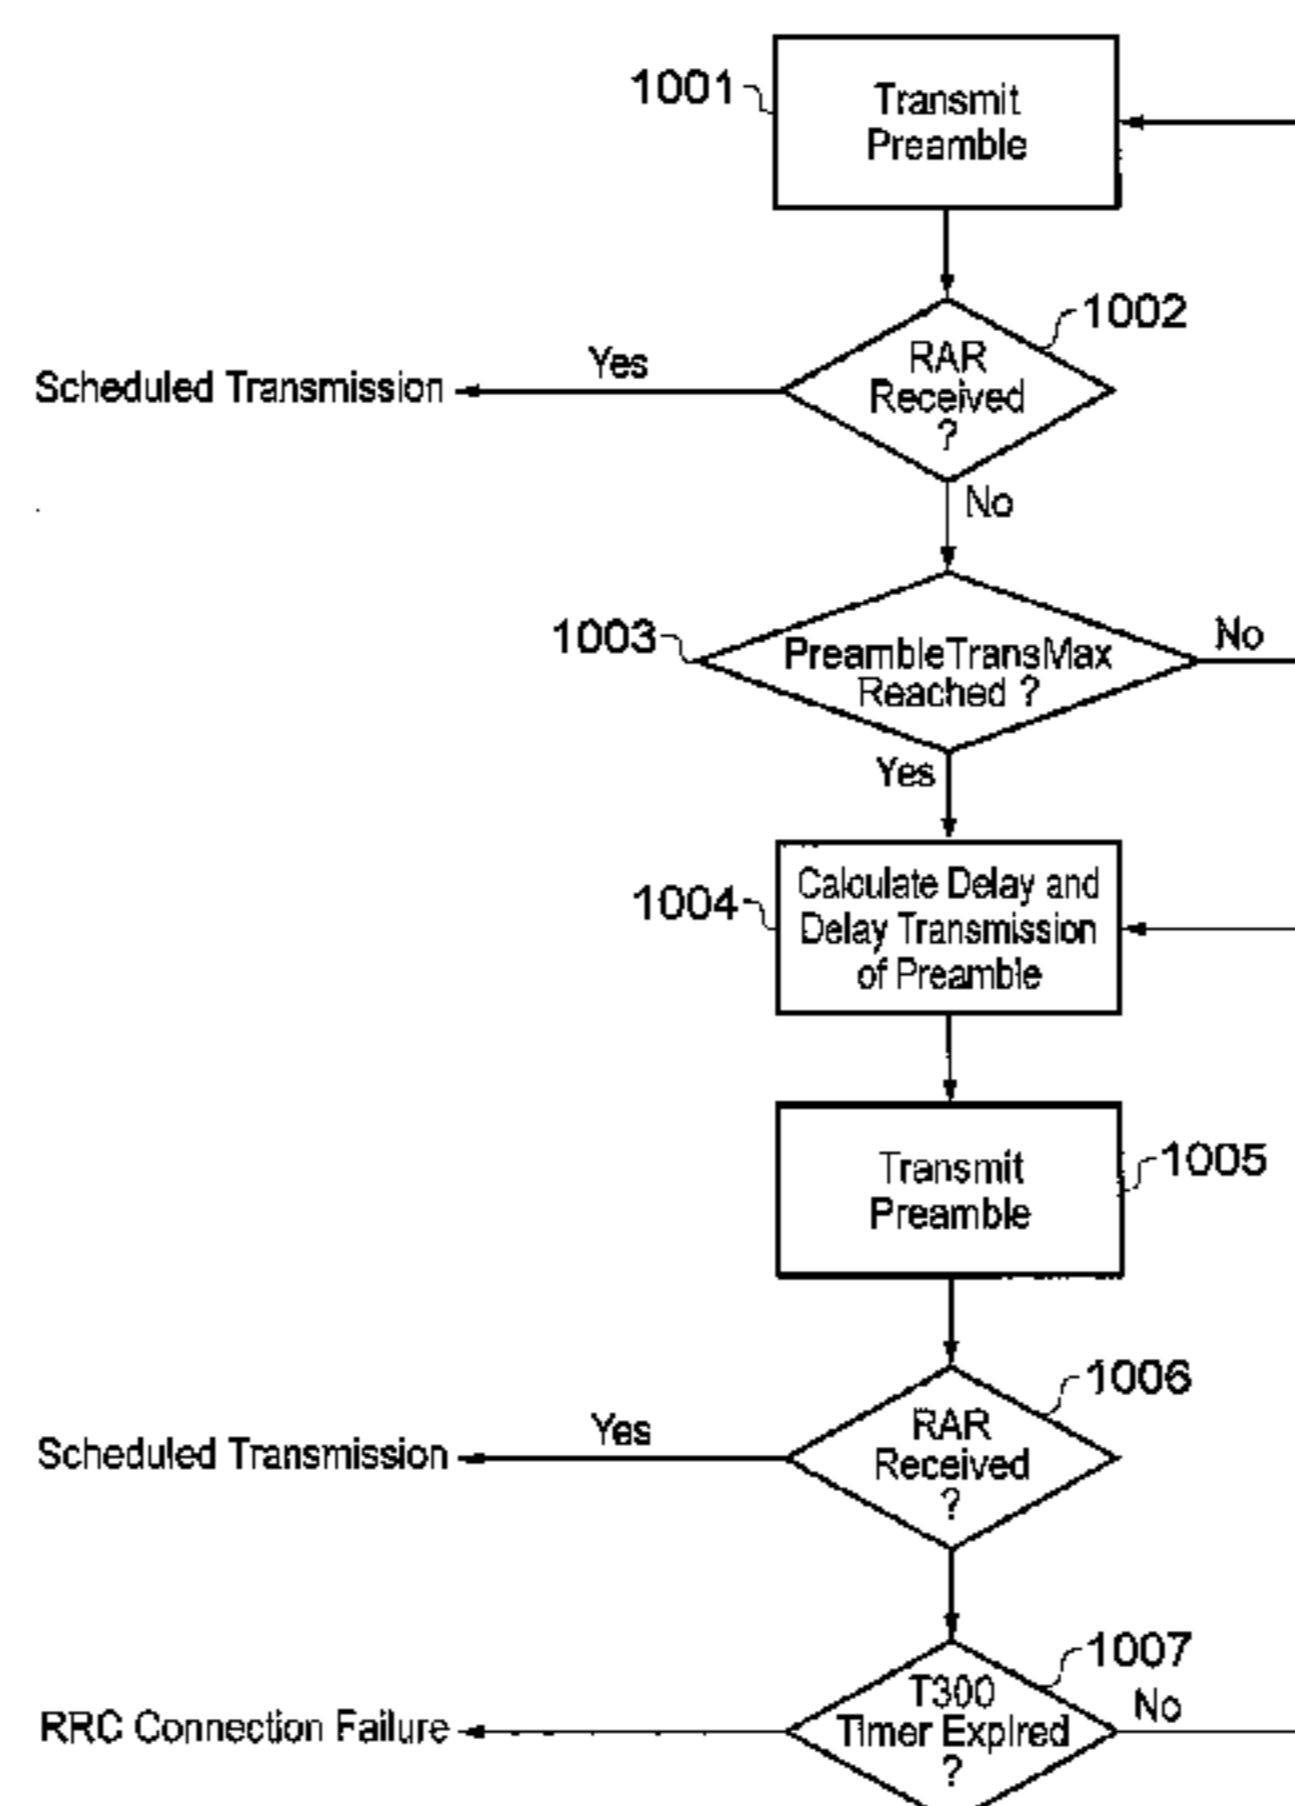 1001
Transmit
Preamble
1002
RAR
Received
?
Yes
Scheduled Transmission
No
1003
PreambleTransMax
Reached ?
No
Yes
1004
Calculate Delay and
Delay Transmission
of Preamble
1005
Transmit
Preamble
1006
RAR
Received
?
Yes
Scheduled Transmission
1007
T300
Timer Expired
?
No
RRC Connection Failure